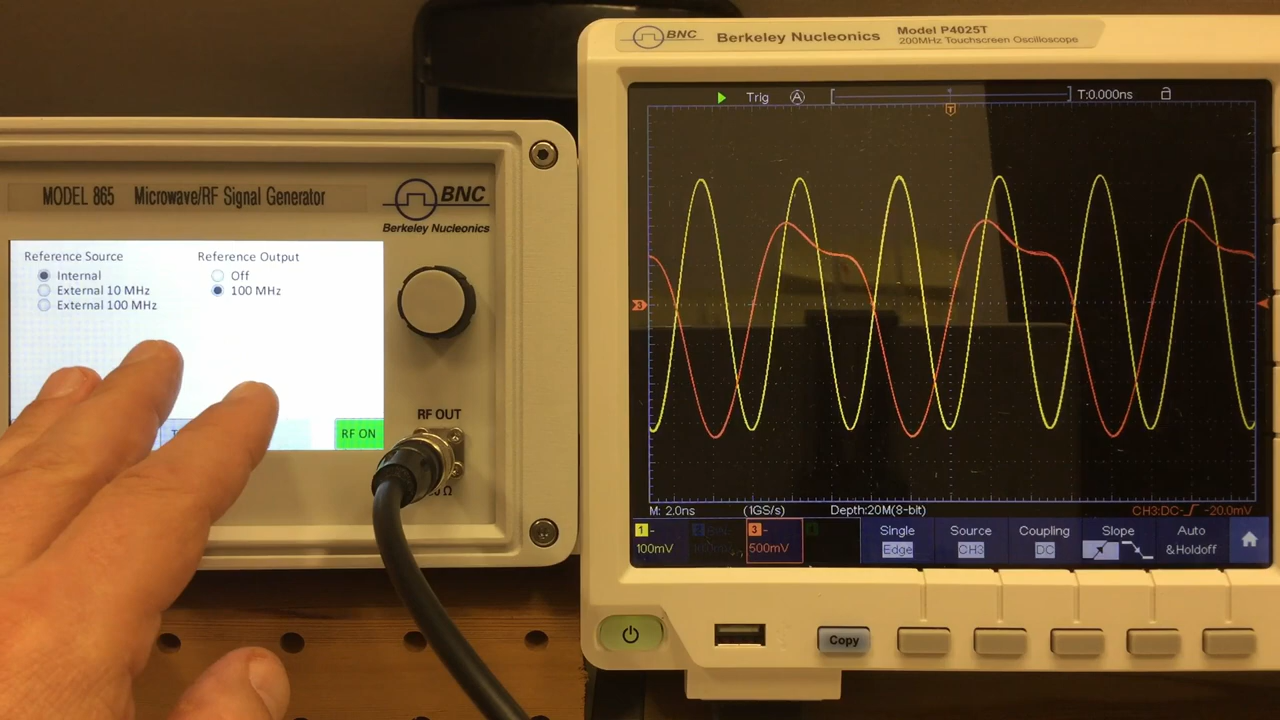 MODEL 865 Microwave/RF Signal Generator
BNC
Berkeley Nucleonics
Reference Source
Internal
External 10 MHz
External 100 MHz
Reference Output
Off
100 MHz
RF ON
RF OUT
Ω
BNC Berkeley Nucleonics
Model P4025T
200MHz Touchscreen Oscilloscope
Trig A T:0.000ns
T
3
M: 2.0ns (1GS/s) Depth:20M(8-bit) CH3:DC- -20.0mV
1
100mV
2
3
500mV
4
Single
Edge
Source
CH3
Coupling
DC
Slope
Auto
&Holdoff
Copy